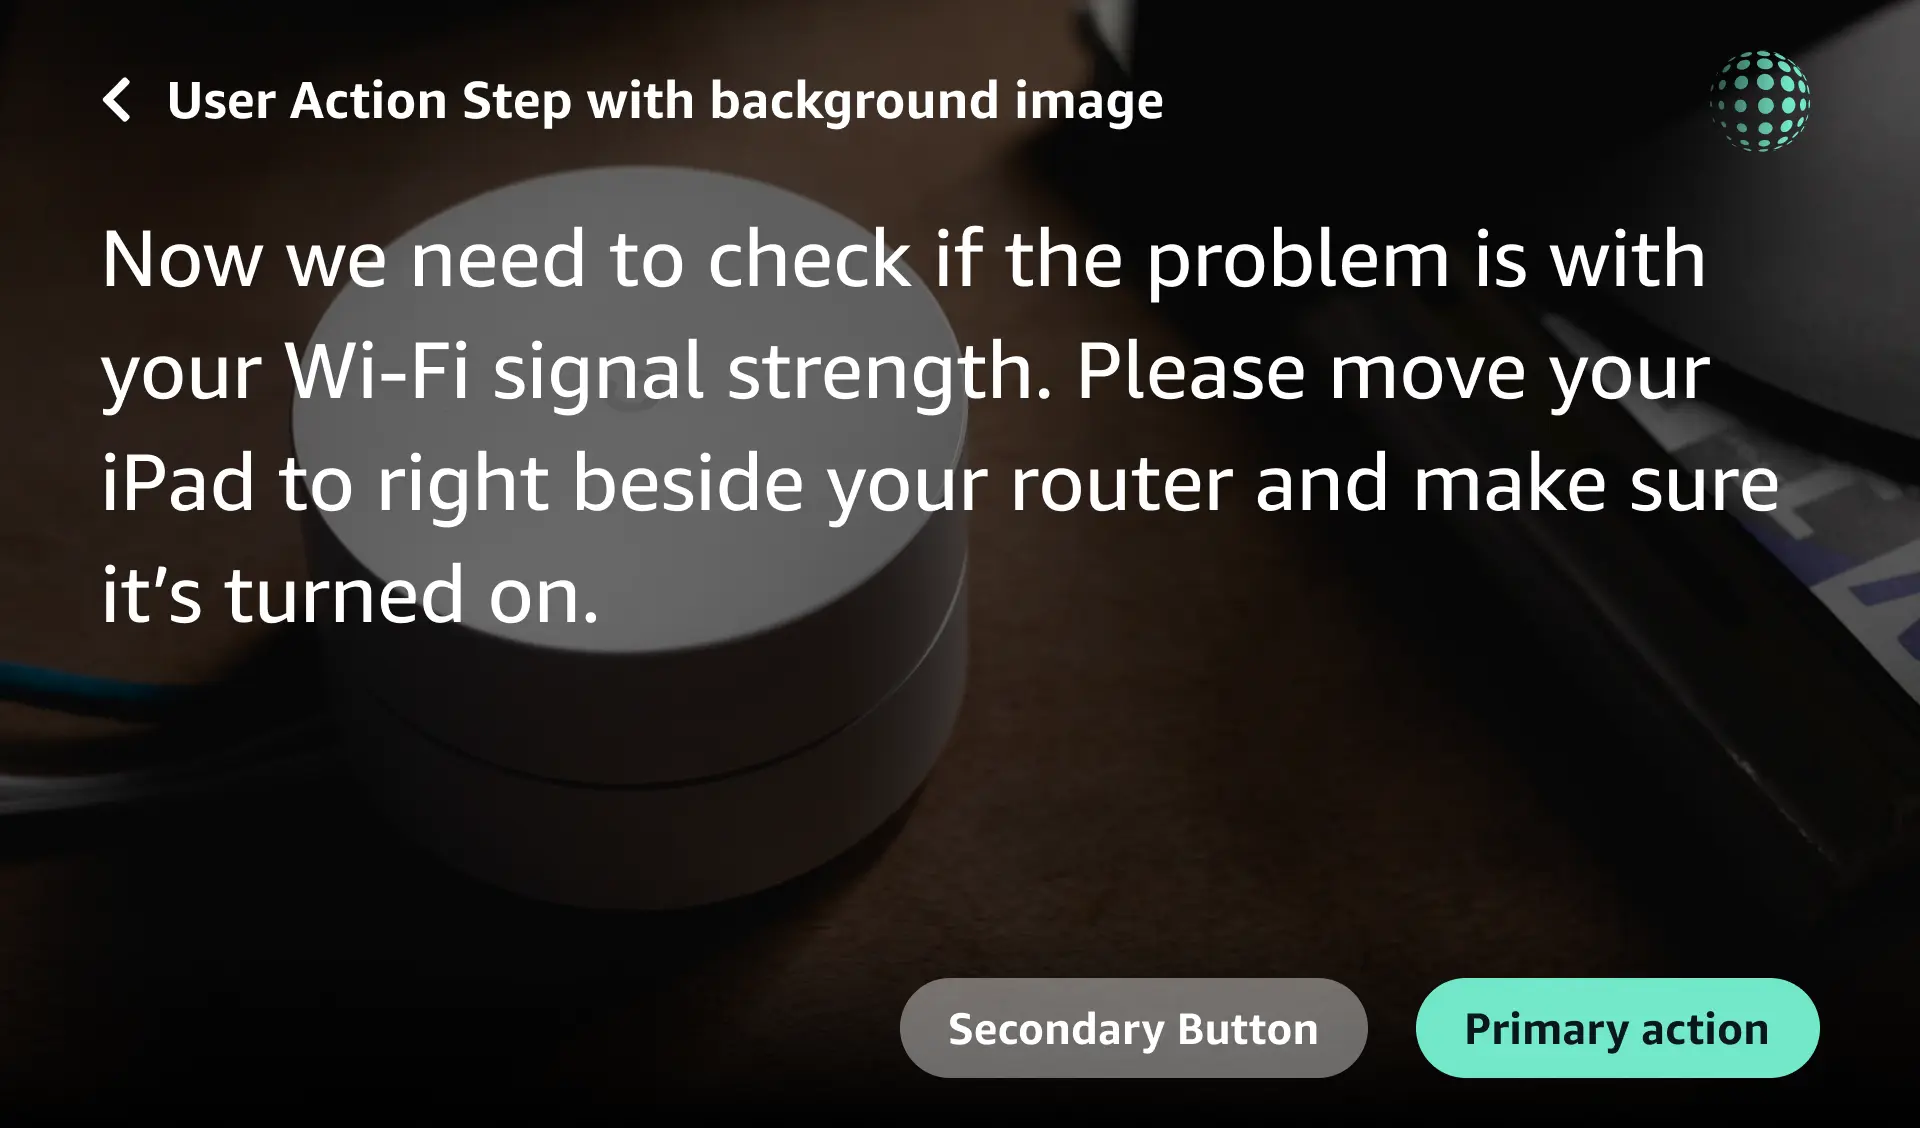 User Action Step with background image
Now we need to check if the problem is with
your Wi-Fi signal strength. Please move your
iPad to right beside your router and make sure
it’s turned on.
Secondary Button
Primary action